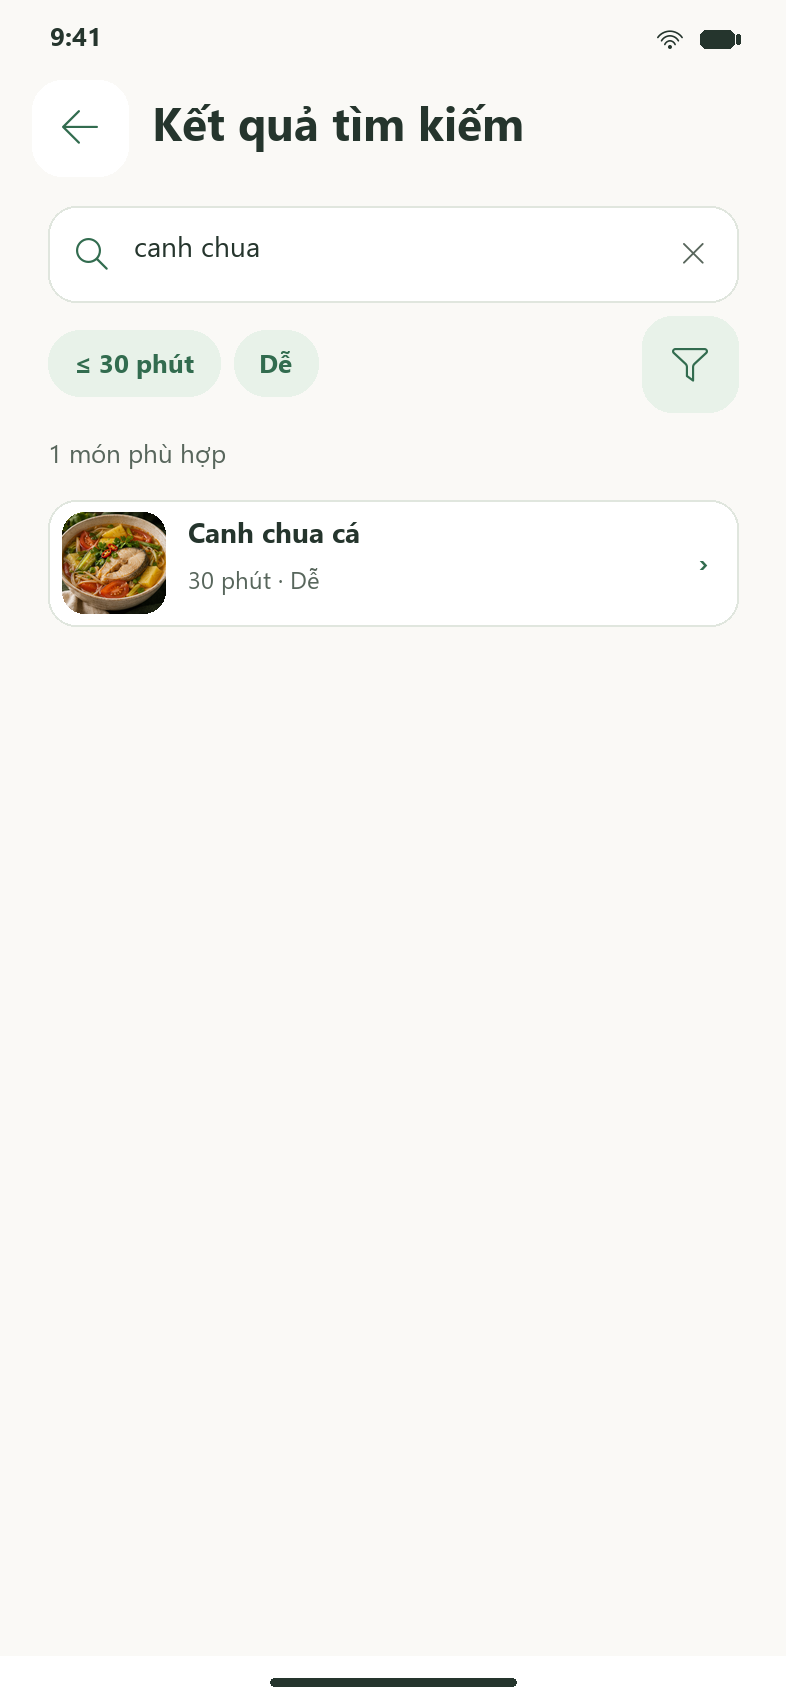 9:41
Kết quả tìm kiếm
canh chua
≤ 30 phút Dễ
1 món phù hợp
Canh chua cá
30 phút · Dễ